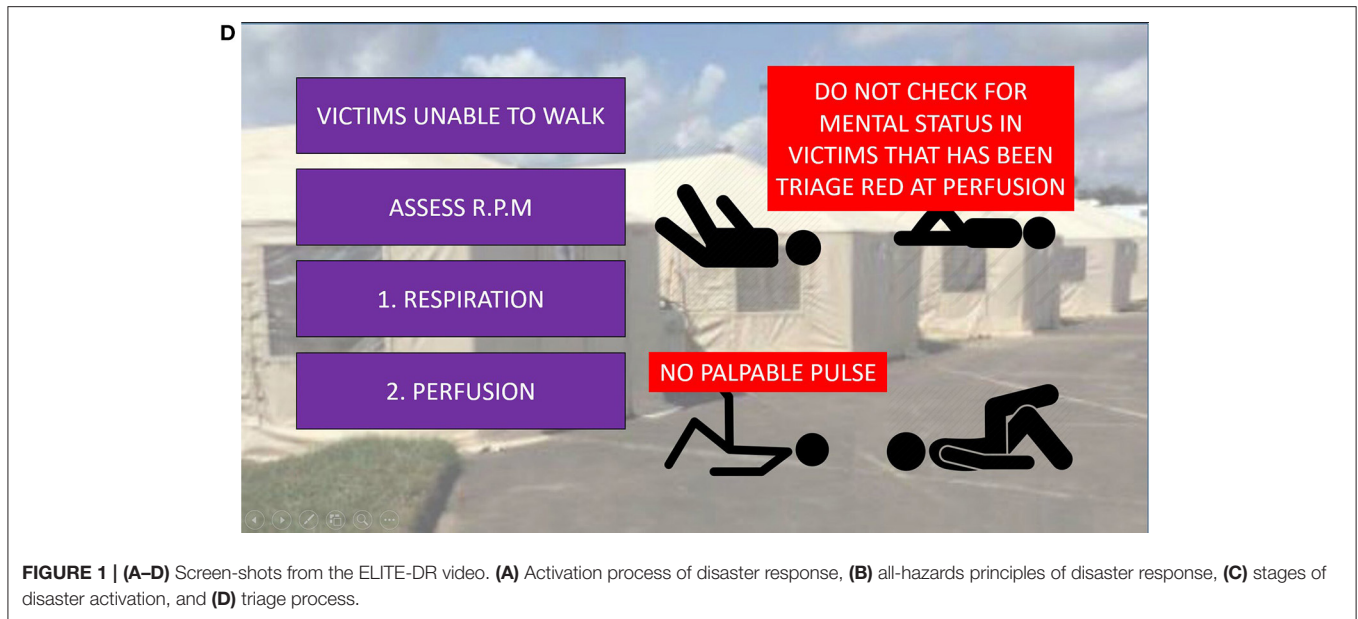 D
VICTIMS UNABLE TO WALK
ASSESS R.P.M
1. RESPIRATION
2. PERFUSION
DO NOT CHECK FOR
MENTAL STATUS IN
VICTIMS THAT HAS BEEN
TRIAGE RED AT PERFUSION
NO PALPABLE PULSE
FIGURE 1 | (A–D) Screen-shots from the ELITE-DR video. (A) Activation process of disaster response, (B) all-hazards principles of disaster response, (C) stages of
disaster activation, and (D) triage process.